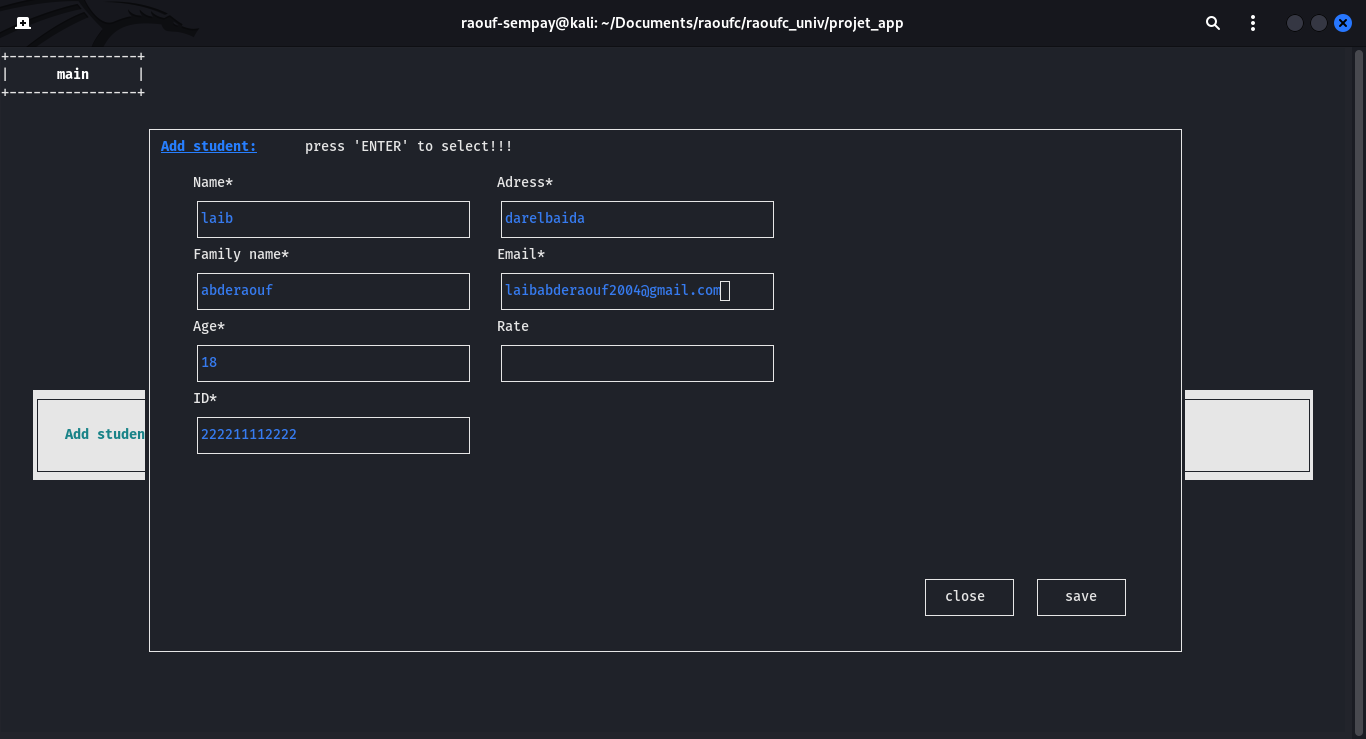 raouf-sempay@kali: ~/Documents/raoufc/raoufc_univ/projet_app
+----------------+
| main |
+----------------+
Add student: press 'ENTER' to select!!!
Name* Adress*
laib darelbaida
Family name* Email*
abderaouf laibabderaouf2004@gmail.com
Age* Rate
18
ID*
222211112222
Add studen
close save